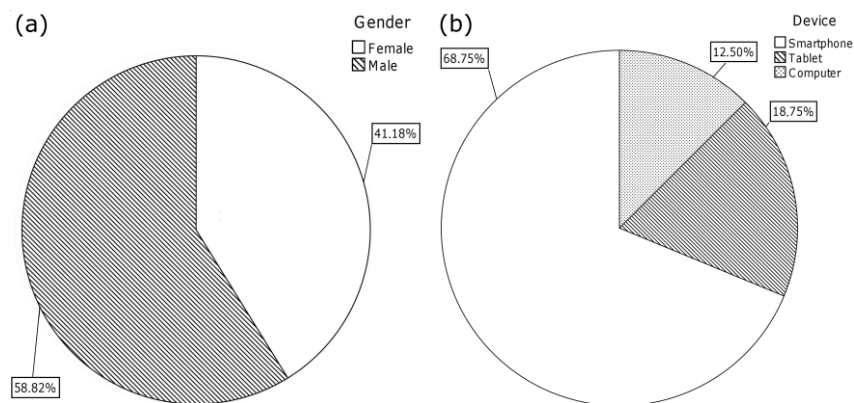 (a)
Gender
Female
Male
41.18%
58.82%
(b)
Device
Smartphone
Tablet
Computer
68.75%
12.50%
18.75%